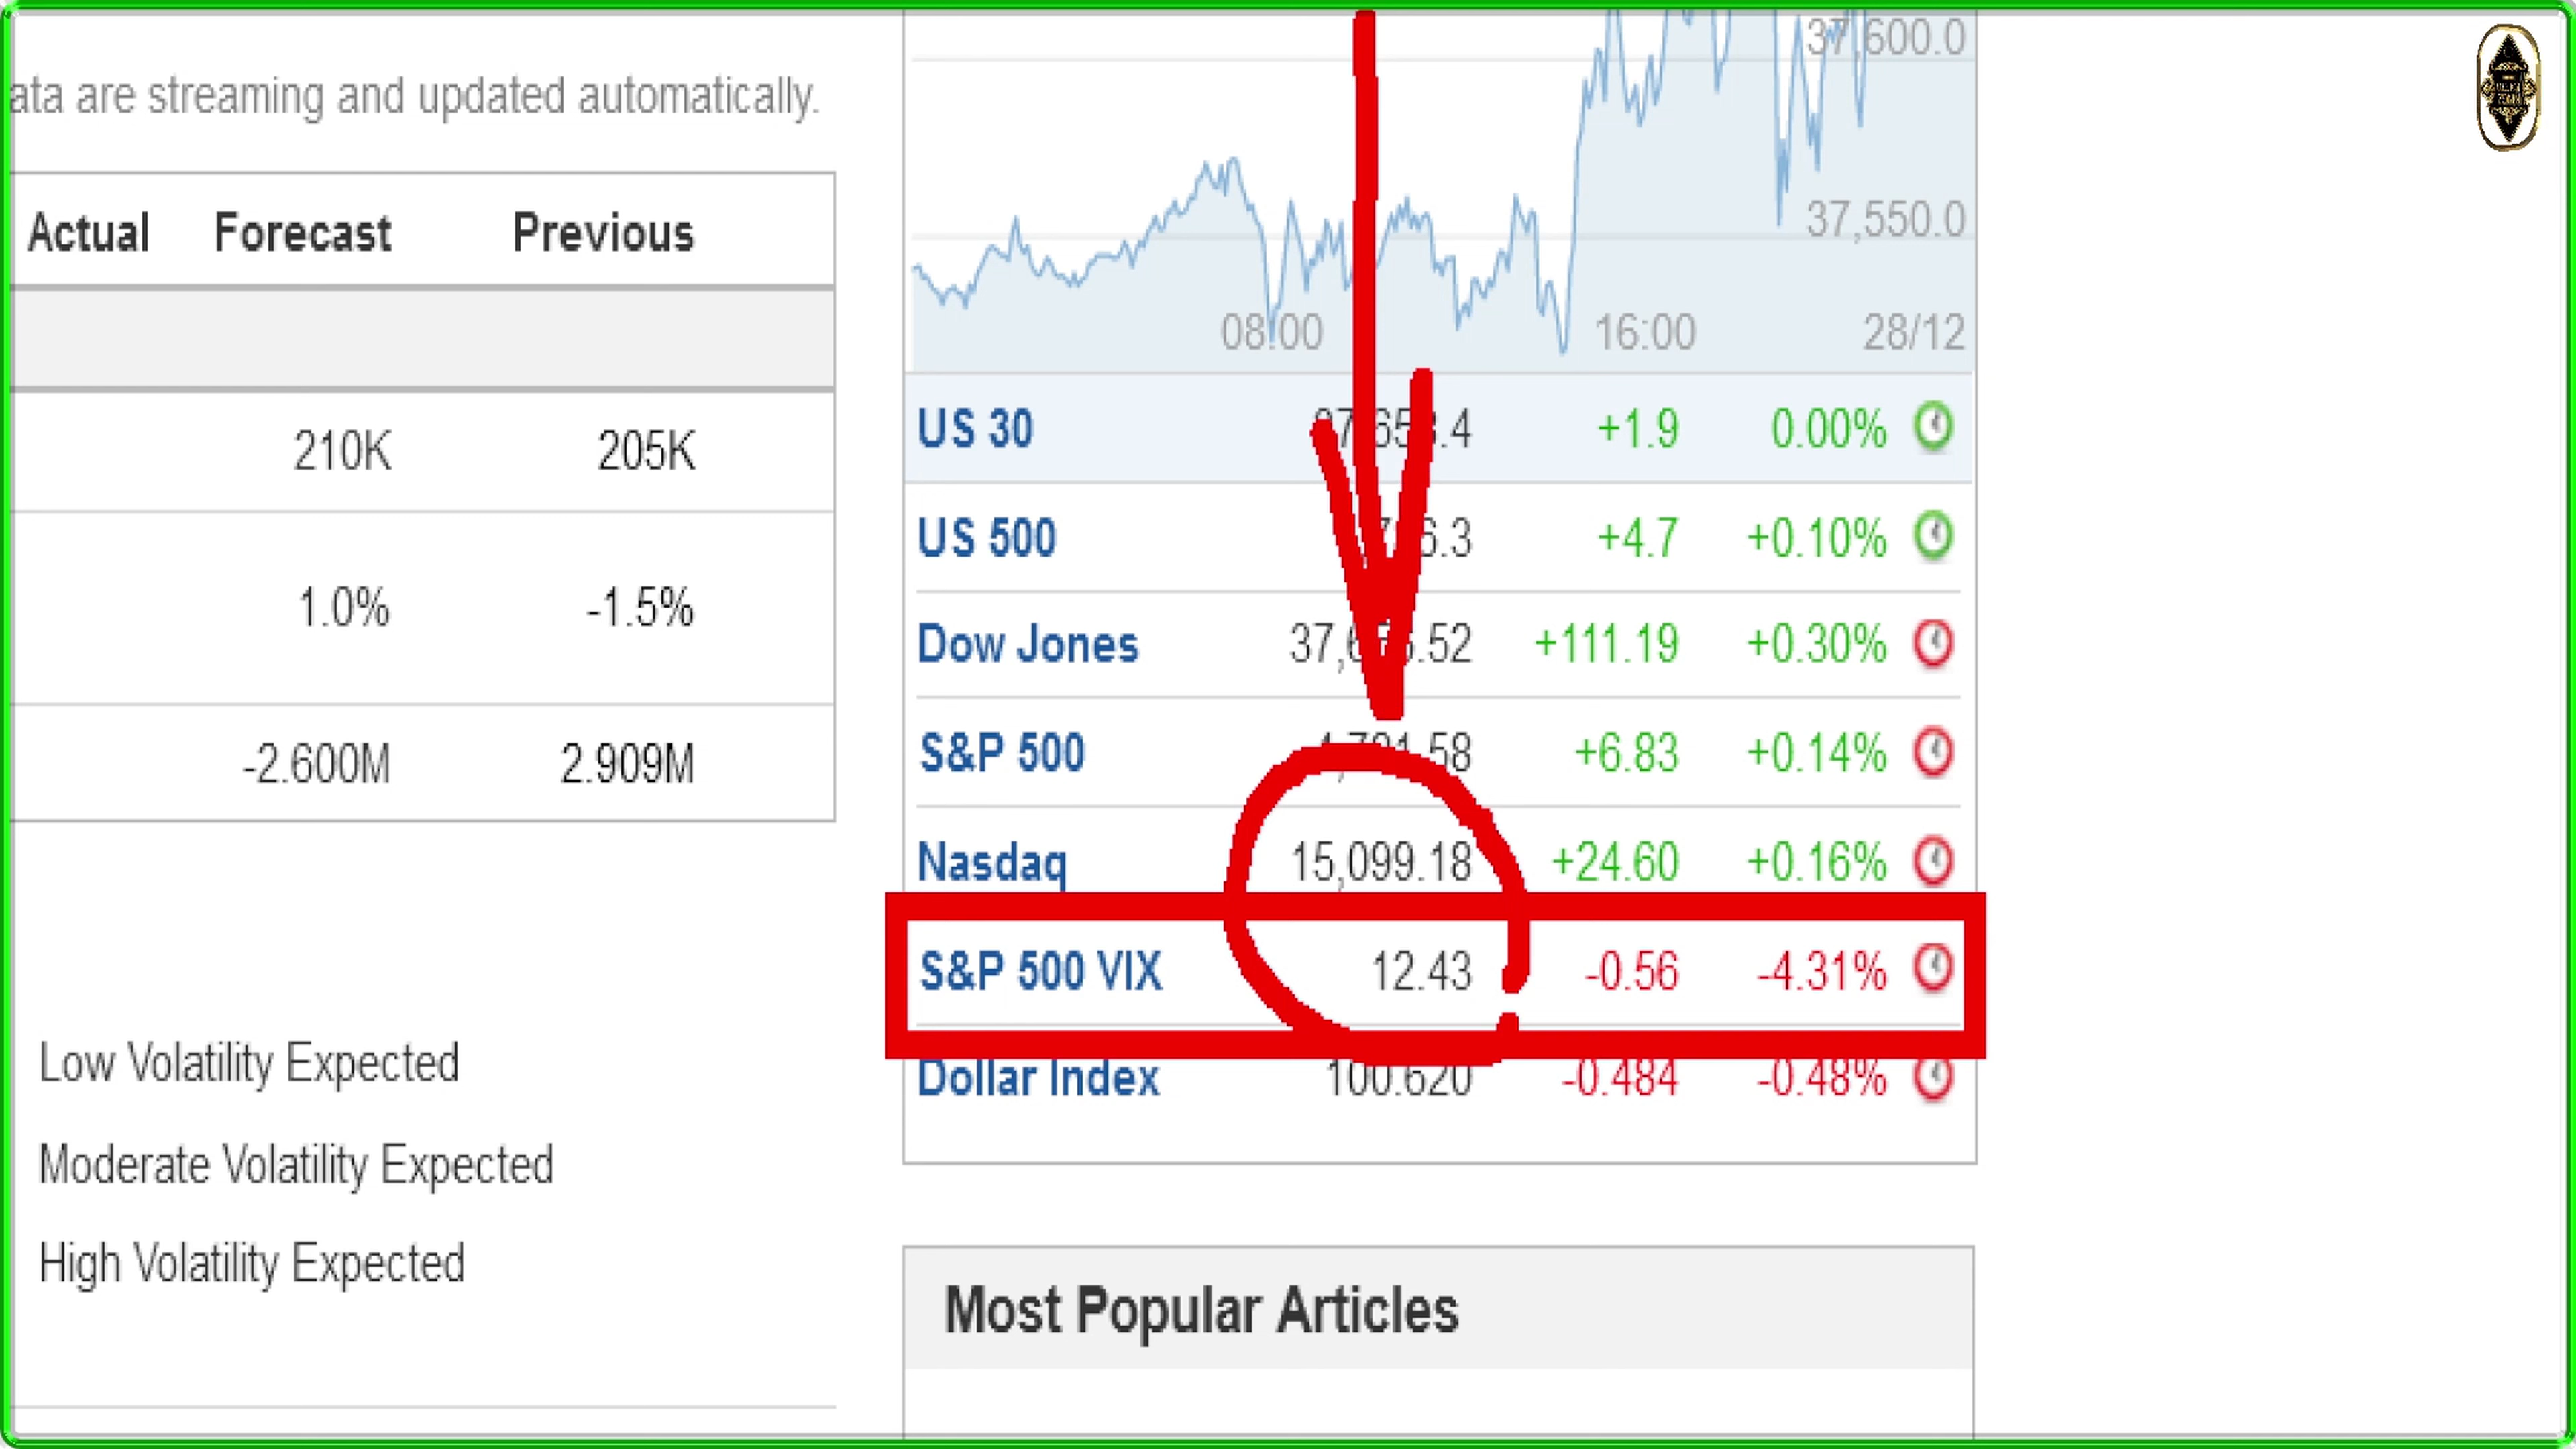 ata are streaming and updated automatically.
Actual Forecast Previous
210K 205K
1.0% -1.5%
-2.600M 2.909M
Low Volatility Expected
Moderate Volatility Expected
High Volatility Expected
37,600.0
37,550.0
08:00 16:00 28/12
US 30 +1.9 0.00%
US 500 +4.7 +0.10%
Dow Jones +111.19 +0.30%
S&P 500 +6.83 +0.14%
Nasdaq 15,099.18 +24.60 +0.16%
S&P 500 VIX 12.43 -0.56 -4.31%
Dollar Index 100.620 -0.484 -0.48%
Most Popular Articles